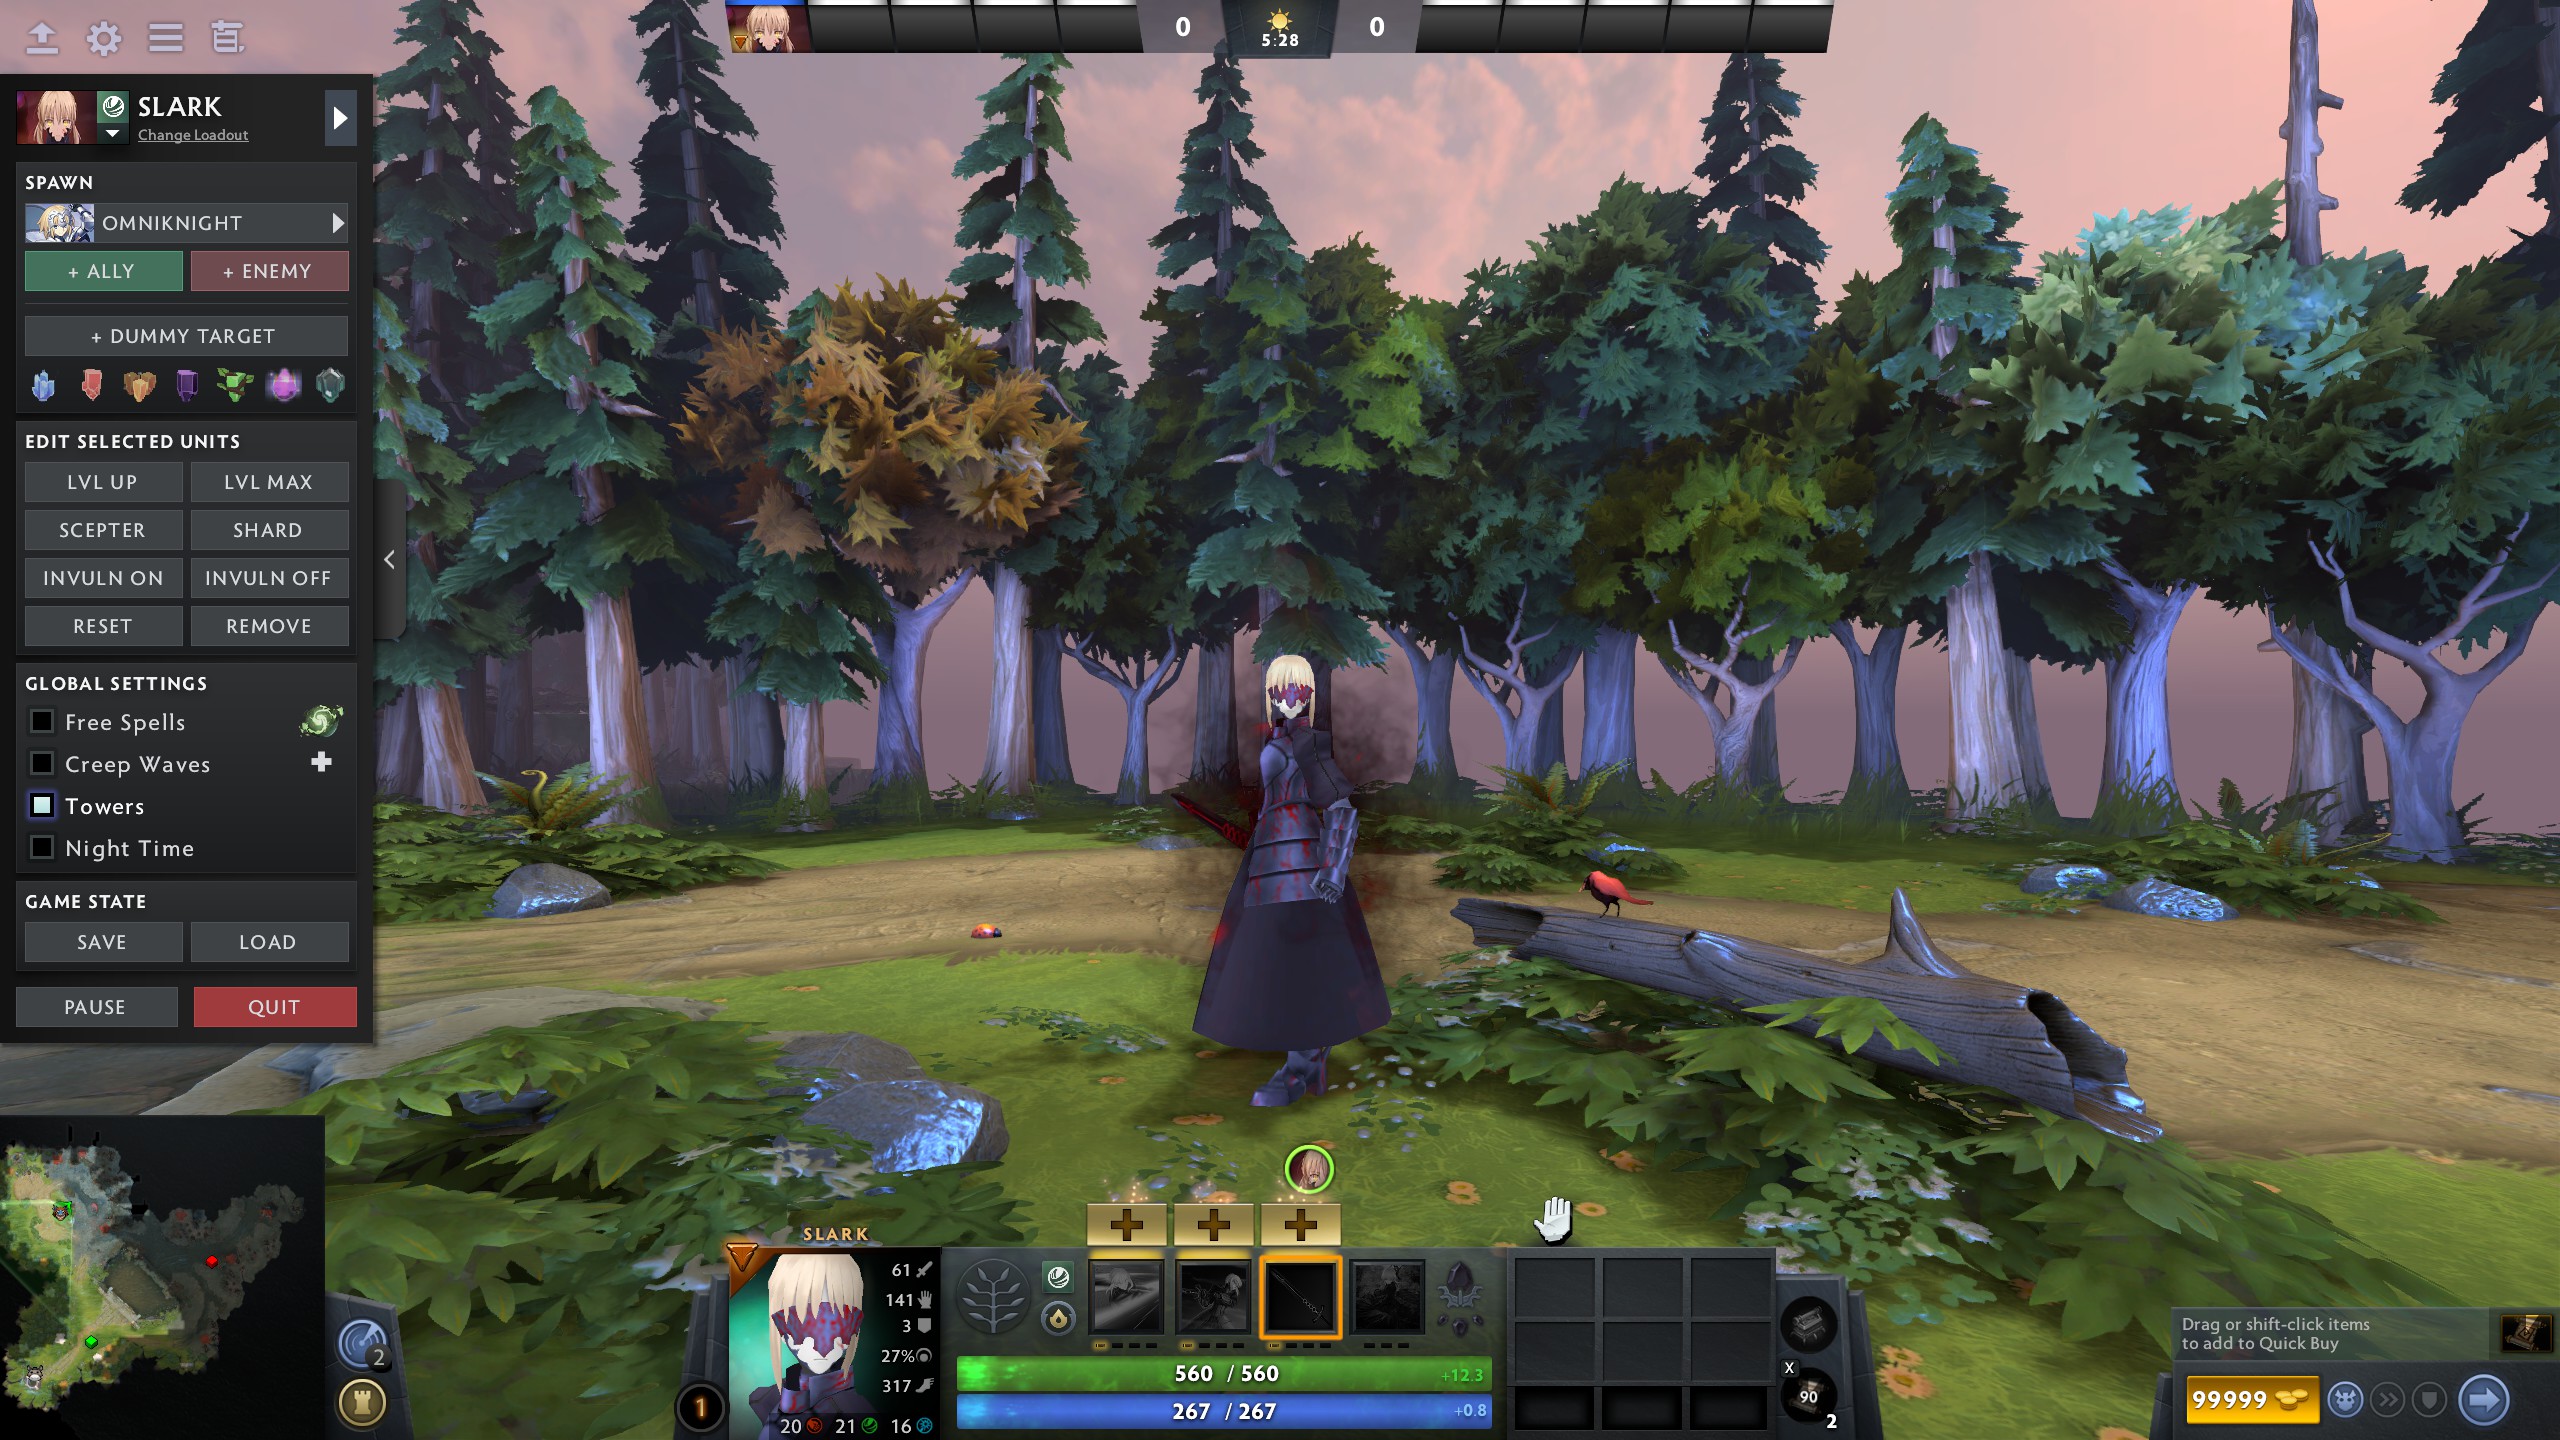 0
5:28
0
SLARK
Change Loadout
SPAWN
OMNIKNIGHT
+ ALLY
+ ENEMY
+ DUMMY TARGET
EDIT SELECTED UNITS
LVL UP
LVL MAX
SCEPTER
SHARD
INVULN ON
INVULN OFF
RESET
REMOVE
GLOBAL SETTINGS
Free Spells
Creep Waves
Towers
Night Time
GAME STATE
SAVE
LOAD
PAUSE
QUIT
2
SLARK
61
141
3
27%
317
1
20
21
16
560 / 560
+12.3
267 / 267
+0.8
X
90
2
Drag or shift-click items
to add to Quick Buy
99999